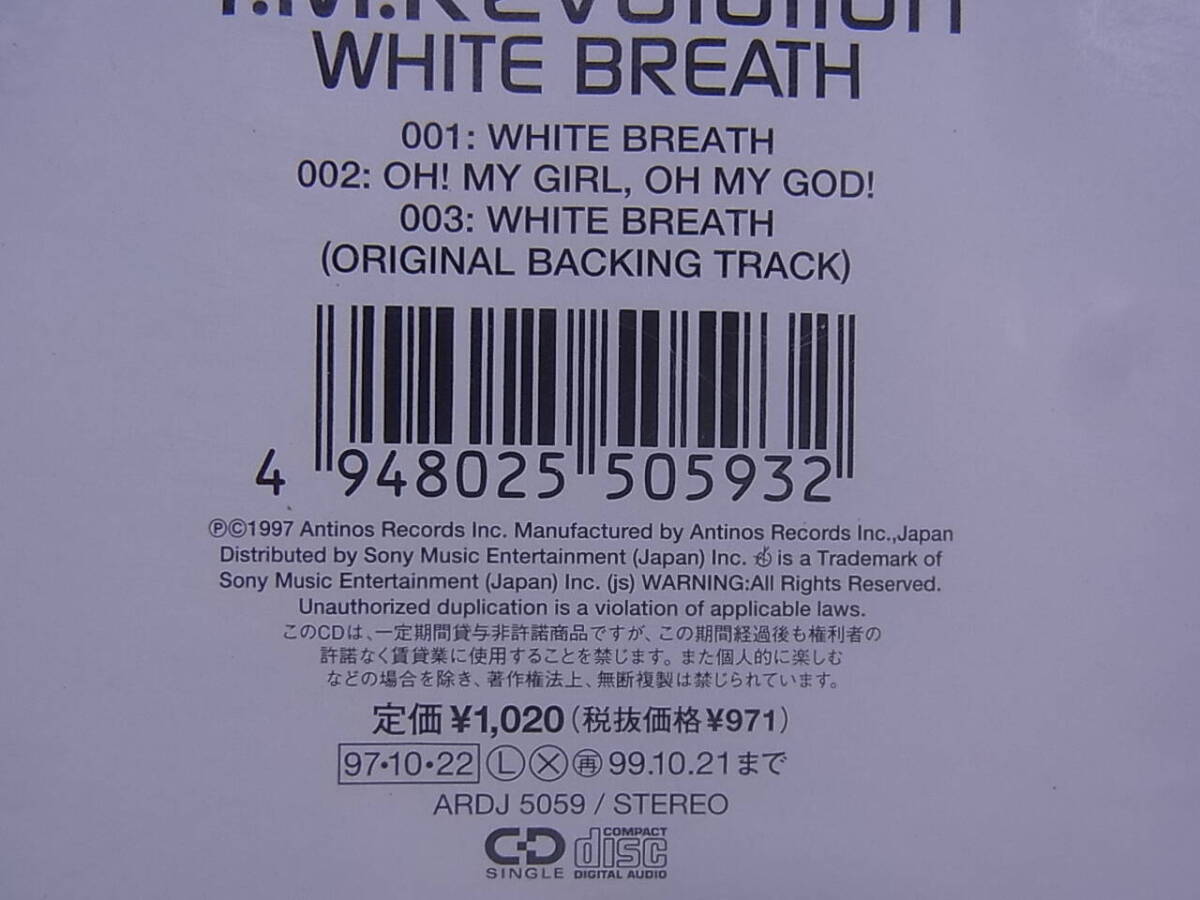 T.M.Revolution
WHITE BREATH
001: WHITE BREATH
002: OH! MY GIRL, OH MY GOD!
003: WHITE BREATH
(ORIGINAL BACKING TRACK)
4 948025 505932
ⓅⒸ1997 Antinos Records Inc. Manufactured by Antinos Records Inc.,Japan
Distributed by Sony Music Entertainment (Japan) Inc. is a Trademark of
Sony Music Entertainment (Japan) Inc. (js) WARNING:All Rights Reserved.
Unauthorized duplication is a violation of applicable laws.
このCDは、一定期間貸与非許諾商品ですが、この期間経過後も権利者の
許諾なく賃貸業に使用することを禁じます。また個人的に楽しむ
などの場合を除き、著作権法上、無断複製は禁じられています。
定価¥1,020(税抜価格¥971)
97・10・22 Ⓛ Ⓧ ㊢再 99.10.21まで
ARDJ 5059 / STEREO
CD SINGLE COMPACT disc DIGITAL AUDIO